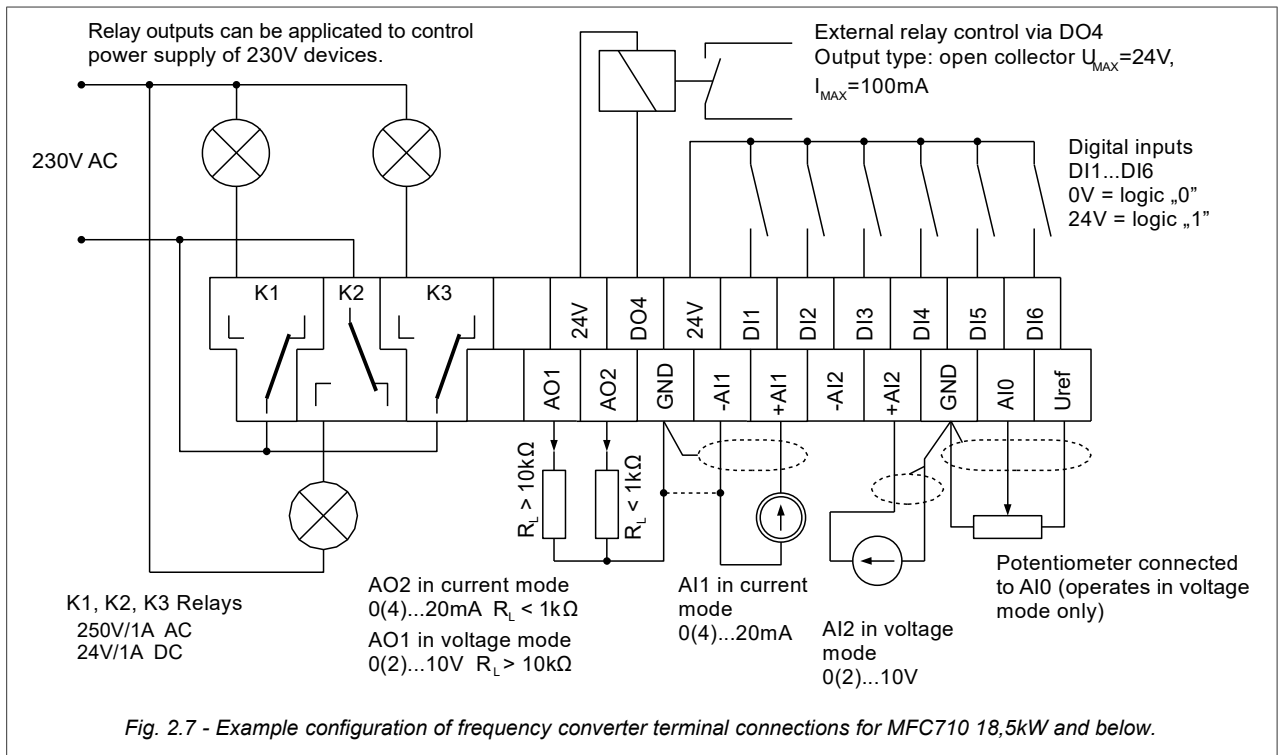 Relay outputs can be applicated to control
power supply of 230V devices.
External relay control via DO4
Output type: open collector UMAX=24V,
IMAX=100mA
230V AC
Digital inputs
DI1...DI6
0V = logic „0”
24V = logic „1”
K1
K2
K3
24V
DO4
24V
DI1
DI2
DI3
DI4
DI5
DI6
AO1
AO2
GND
-AI1
+AI1
-AI2
+AI2
GND
AI0
Uref
RL > 10kΩ
RL < 1kΩ
K1, K2, K3 Relays
250V/1A AC
24V/1A DC
AO2 in current mode
0(4)...20mA RL < 1kΩ
AO1 in voltage mode
0(2)...10V RL > 10kΩ
AI1 in current
mode
0(4)...20mA
AI2 in voltage
mode
0(2)...10V
Potentiometer connected
to AI0 (operates in voltage
mode only)
Fig. 2.7 - Example configuration of frequency converter terminal connections for MFC710 18,5kW and below.